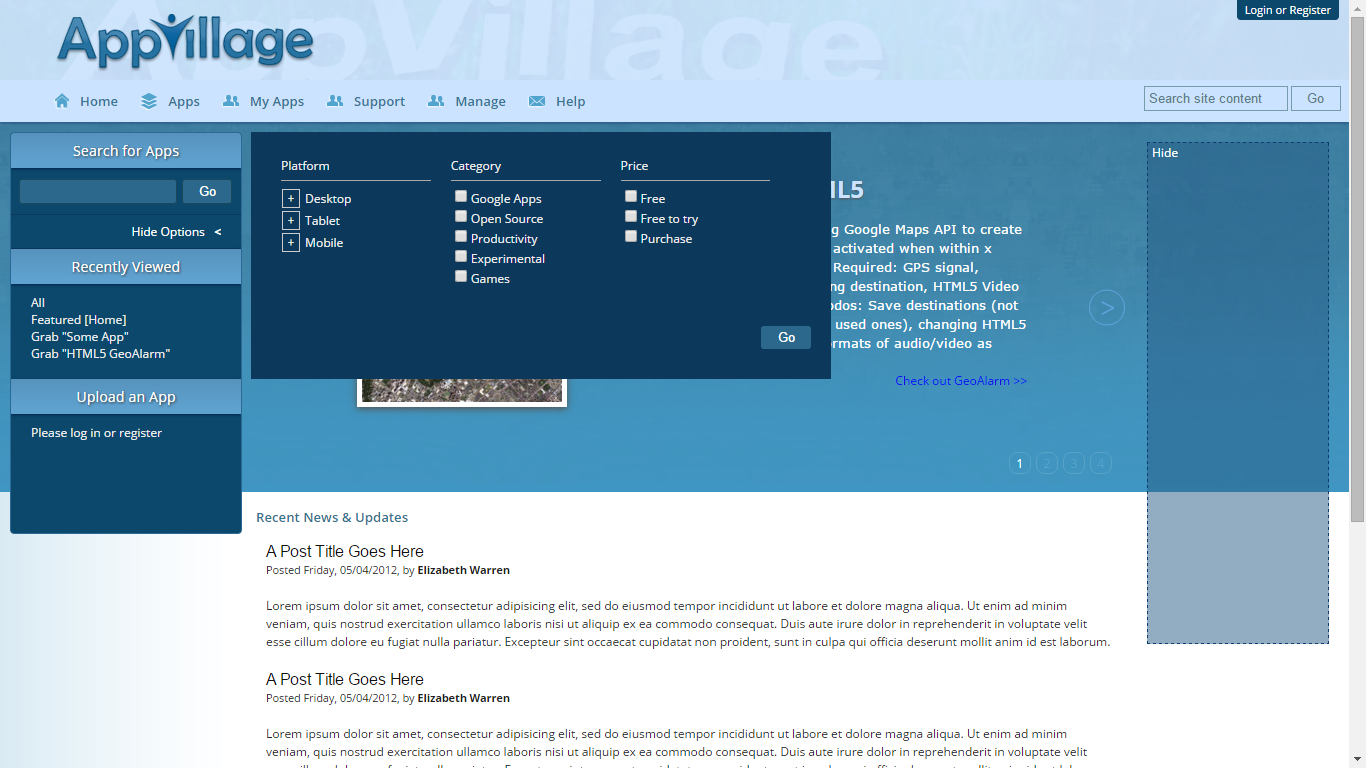 AppVillage
AppVillage
Login or Register
Home
Apps
My Apps
Support
Manage
Help
Search site content
Go
Search for Apps
Go
Hide Options <
Recently Viewed
All
Featured [Home]
Grab "Some App"
Grab "HTML5 GeoAlarm"
Upload an App
Please log in or register
Platform
+ Desktop
+ Tablet
+ Mobile
Category
Google Apps
Open Source
Productivity
Experimental
Games
Price
Free
Free to try
Purchase
Go
Google Maps API to create
activated when within x
Required: GPS signal,
destination, HTML5 Video
Save destinations (not
used ones), changing HTML5
of audio/video as
Check out GeoAlarm >>
>
1 2 3 4
Hide
Recent News & Updates
A Post Title Goes Here
Posted Friday, 05/04/2012, by Elizabeth Warren
Lorem ipsum dolor sit amet, consectetur adipisicing elit, sed do eiusmod tempor incididunt ut labore et dolore magna aliqua. Ut enim ad minim
veniam, quis nostrud exercitation ullamco laboris nisi ut aliquip ex ea commodo consequat. Duis aute irure dolor in reprehenderit in voluptate velit
esse cillum dolore eu fugiat nulla pariatur. Excepteur sint occaecat cupidatat non proident, sunt in culpa qui officia deserunt mollit anim id est laborum.
A Post Title Goes Here
Posted Friday, 05/04/2012, by Elizabeth Warren
Lorem ipsum dolor sit amet, consectetur adipisicing elit, sed do eiusmod tempor incididunt ut labore et dolore magna aliqua. Ut enim ad minim
veniam, quis nostrud exercitation ullamco laboris nisi ut aliquip ex ea commodo consequat. Duis aute irure dolor in reprehenderit in voluptate velit